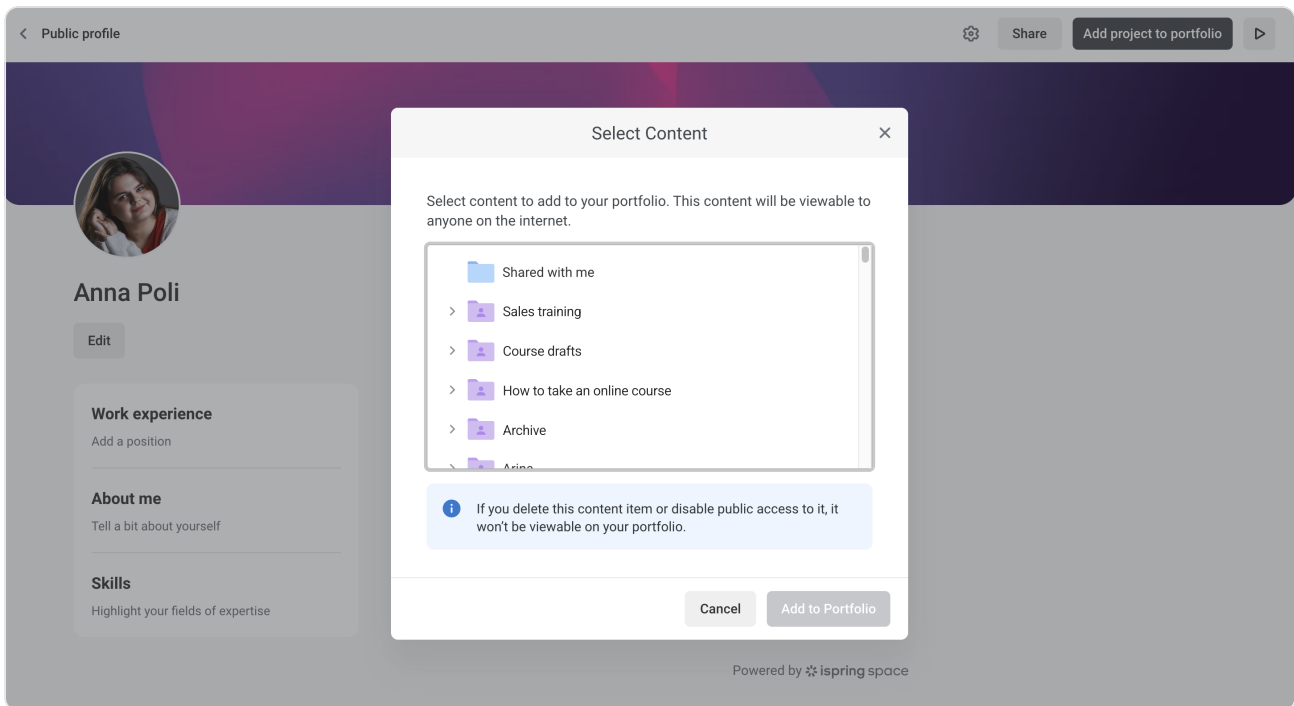 Public profile
Share
Add project to portfolio
Select Content
Select content to add to your portfolio. This content will be viewable to
anyone on the internet.
Shared with me
Sales training
Course drafts
How to take an online course
Archive
If you delete this content item or disable public access to it, it
won't be viewable on your portfolio.
Cancel
Add to Portfolio
Anna Poli
Edit
Work experience
Add a position
About me
Tell a bit about yourself
Skills
Highlight your fields of expertise
Powered by ispring space